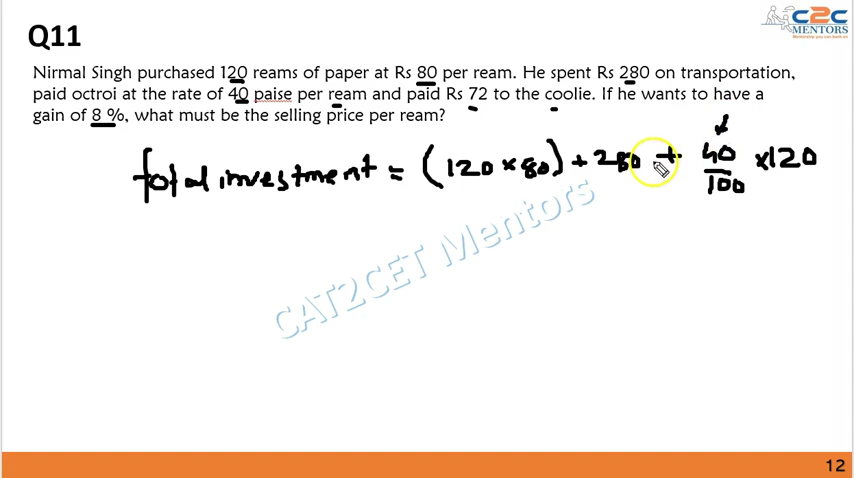 Q11
C2C
MENTORS
Mentorship you can bank on
Nirmal Singh purchased 120 reams of paper at Rs 80 per ream. He spent Rs 280 on transportation,
paid octroi at the rate of 40 paise per ream and paid Rs 72 to the coolie. If he wants to have a
gain of 8 %, what must be the selling price per ream?
Total investment = (120 × 80) + 280 + 40/100 × 120
CAT2CET Mentors
12